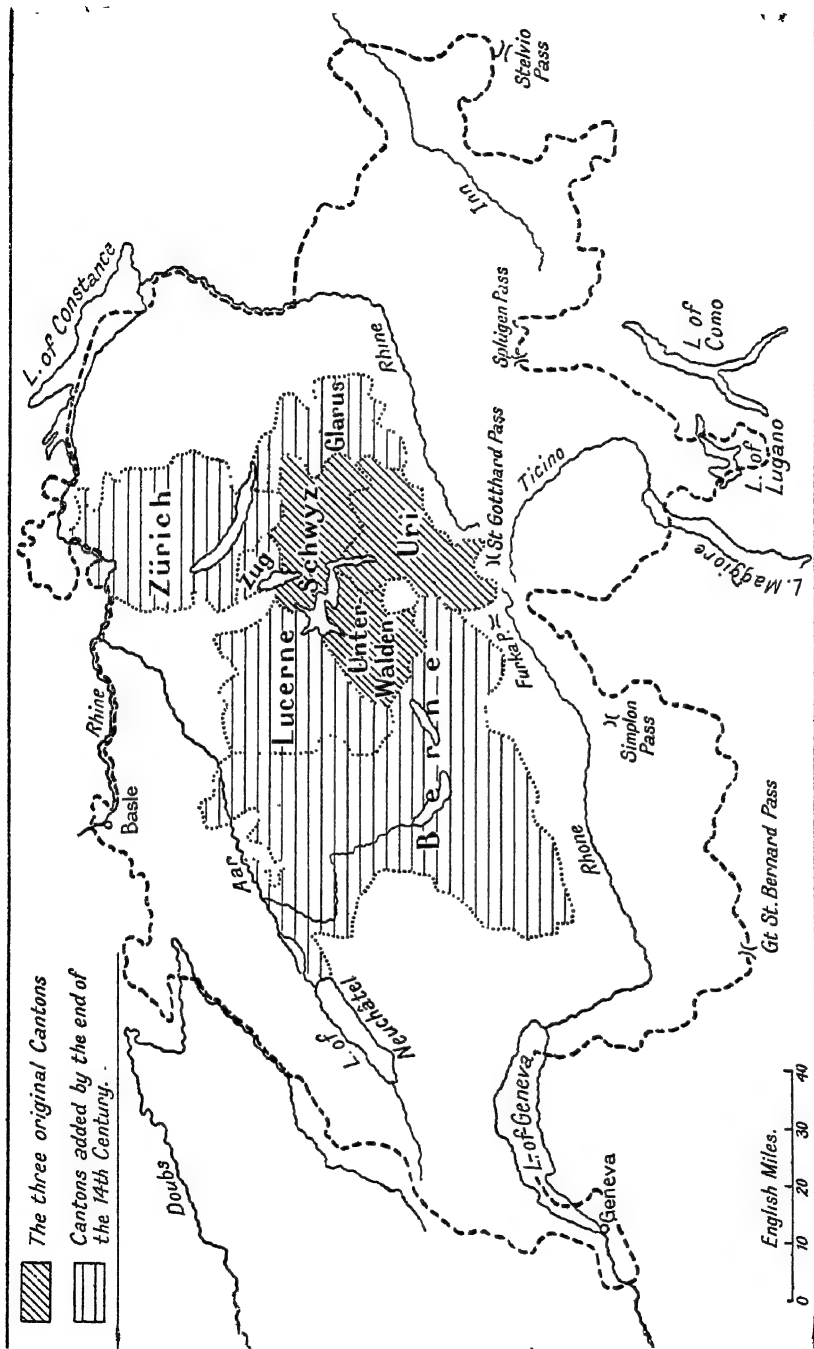 The three original Cantons
Cantons added by the end of
the 14th Century..
Doubs
Basle
Rhine
Aar
L. of
Neuchâtel
Zürich
Lucerne
Zug
Schwyz
Glarus
Unter-
Walden
Uri
Berne
L. of Constance
Rhine
Inn
Stelvio
Pass
Splügen Pass
St Gotthard Pass
Furka P.
Ticino
L. of
Como
L. of
Lugano
L. Maggiore
Simplon
Pass
Rhone
Gt St. Bernard Pass
L. of Geneva
Geneva
English Miles.
0 10 20 30 40